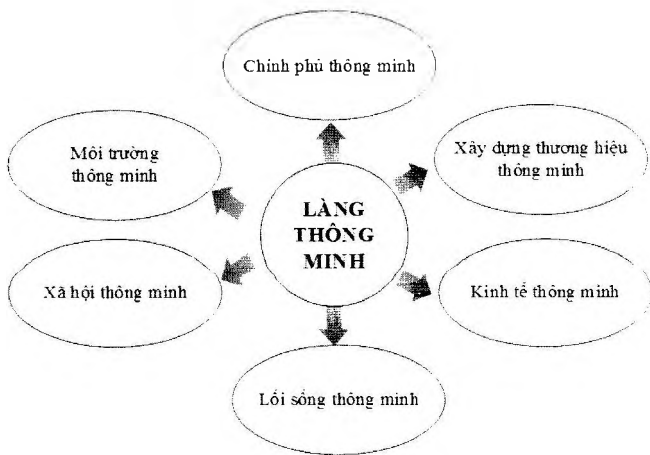 Chính phủ thông minh
Môi trường
thông minh
Xây dựng thương hiệu
thông minh
LÀNG
THÔNG
MINH
Xã hội thông minh
Kinh tế thông minh
Lối sống thông minh